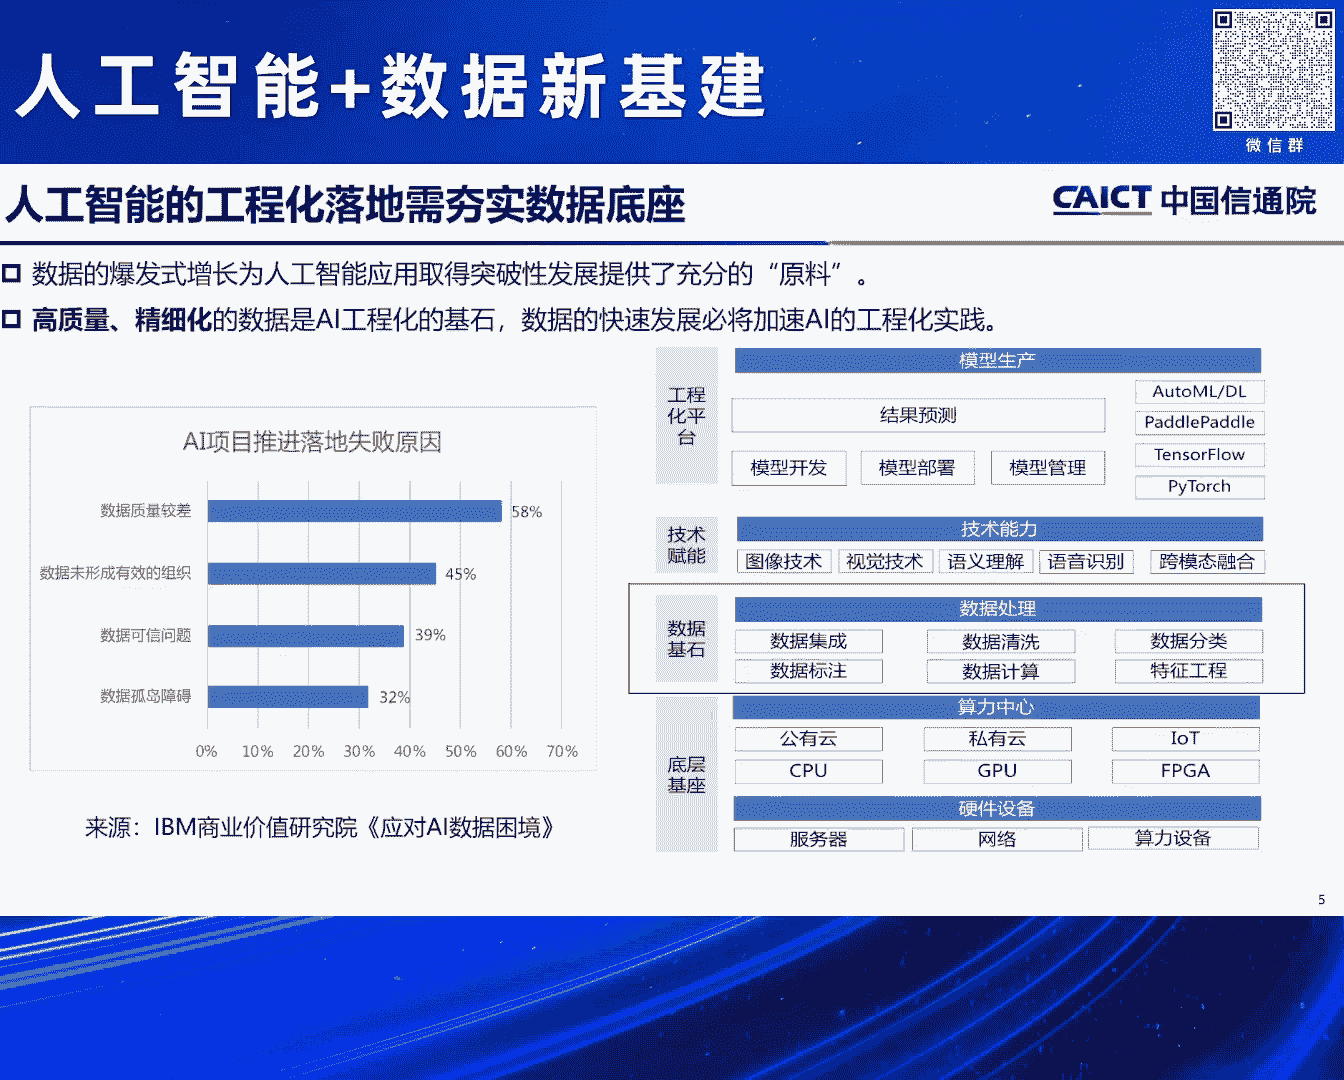 人工智能+数据新基建
微信群
人工智能的工程化落地需夯实数据底座
CAICT 中国信通院
数据的爆发式增长为人工智能应用取得突破性发展提供了充分的“原料”。
高质量、精细化的数据是AI工程化的基石，数据的快速发展必将加速AI的工程化实践。
AI项目推进落地失败原因
数据质量较差 58%
数据未形成有效的组织 45%
数据可信问题 39%
数据孤岛障碍 32%
0% 10% 20% 30% 40% 50% 60% 70%
来源：IBM商业价值研究院《应对AI数据困境》
工程
化平
台
模型生产
结果预测
模型开发 模型部署 模型管理
AutoML/DL
PaddlePaddle
TensorFlow
PyTorch
技术
赋能
技术能力
图像技术 视觉技术 语义理解 语音识别 跨模态融合
数据
基石
数据处理
数据集成 数据清洗 数据分类
数据标注 数据计算 特征工程
底层
基座
算力中心
公有云 私有云 IoT
CPU GPU FPGA
硬件设备
服务器 网络 算力设备
5